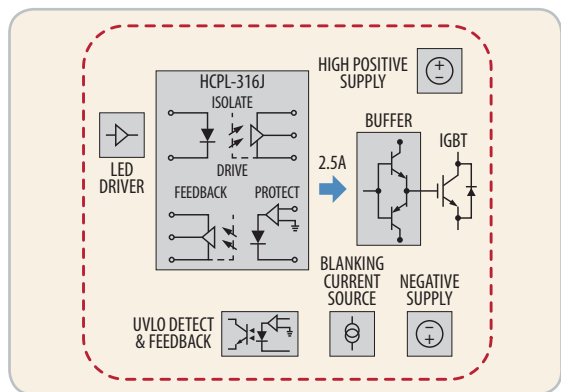 HCPL-316J
ISOLATE
DRIVE
FEEDBACK
PROTECT
LED
DRIVER
HIGH POSITIVE
SUPPLY
BUFFER
IGBT
2.5A
BLANKING
CURRENT
SOURCE
NEGATIVE
SUPPLY
UVLO DETECT
& FEEDBACK